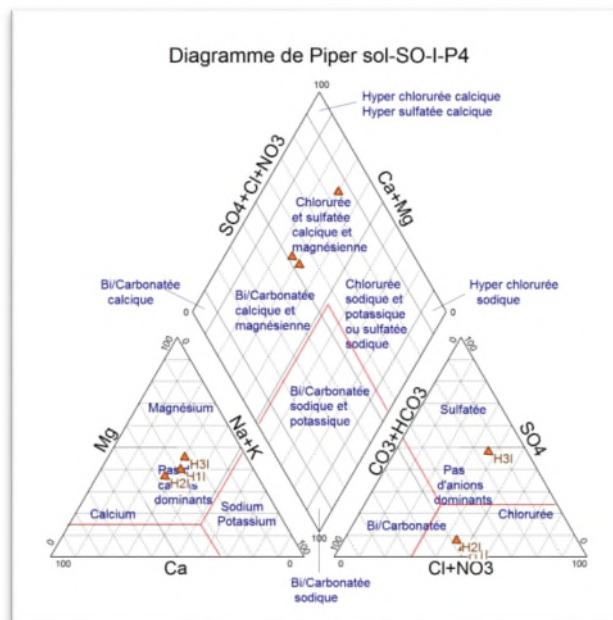 Diagramme de Piper sol-SO-I-P4
100
Hyper chlorurée calcique
Hyper sulfatée calcique
SO4+Cl+NO3
Ca+Mg
Chlorurée
et sulfatée
calcique et
magnésienne
Bi/Carbonatée
calcique
Bi/Carbonatée
calcique et
magnésienne
Chlorurée
sodique et
potassique
ou sulfatée
sodique
Hyper chlorurée
sodique
0
0
100
0
0
100
Bi/Carbonatée
sodique et
potassique
Magnésium
Mg
Na+K
H3I
H1I
H2I
dominants
Calcium
Sodium
Potassium
CO3+HCO3
Sulfatée
SO4
H3I
Pas
d'anions
dominants
Chlorurée
Bi/Carbonatée
H2I
100
Ca
0
100
100
0
Cl+NO3
100
0
Bi/Carbonatée
sodique